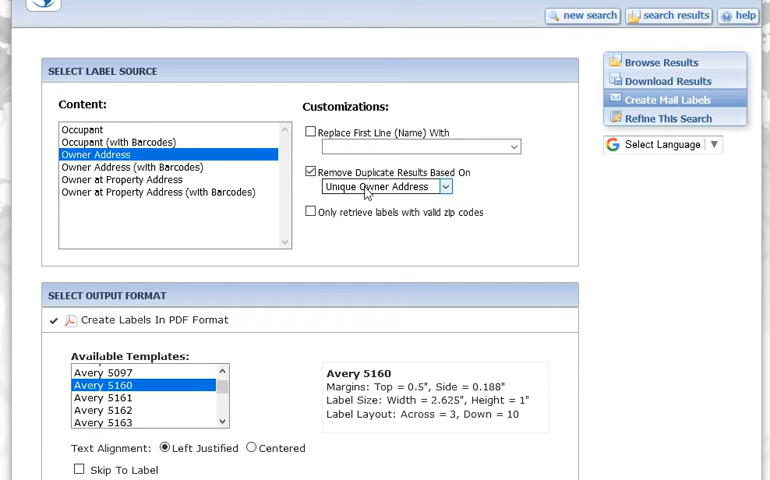 new search
search results
help
SELECT LABEL SOURCE
Content:
Occupant
Occupant (with Barcodes)
Owner Address
Owner Address (with Barcodes)
Owner at Property Address
Owner at Property Address (with Barcodes)
Customizations:
Replace First Line (Name) With
Remove Duplicate Results Based On
Unique Owner Address
Only retrieve labels with valid zip codes
Browse Results
Download Results
Create Mail Labels
Refine This Search
G Select Language
SELECT OUTPUT FORMAT
Create Labels In PDF Format
Available Templates:
Avery 5097
Avery 5160
Avery 5161
Avery 5162
Avery 5163
Avery 5160
Margins: Top = 0.5", Side = 0.188"
Label Size: Width = 2.625", Height = 1"
Label Layout: Across = 3, Down = 10
Text Alignment: Left Justified Centered
Skip To Label